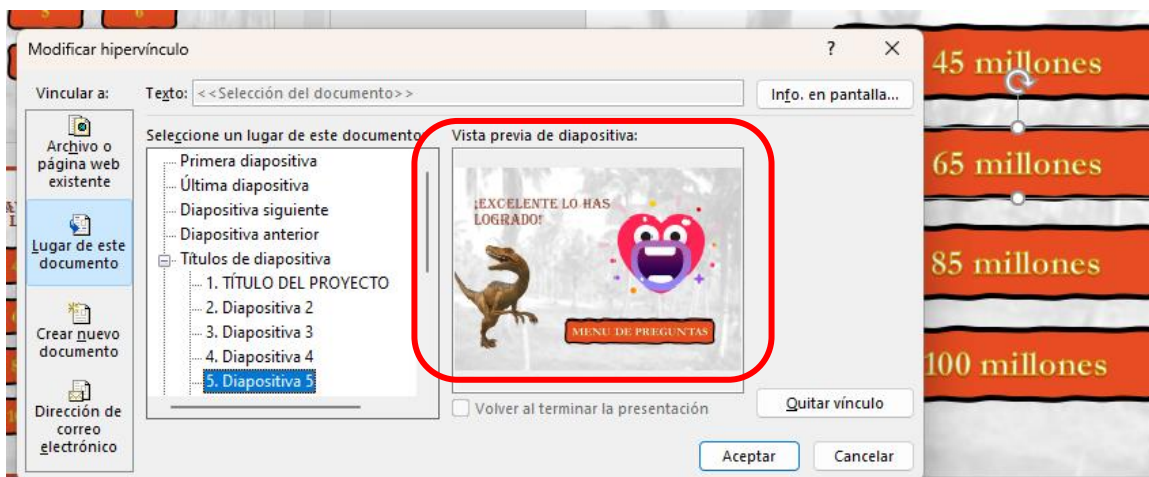 5
6
Modificar hipervínculo
?
Vincular a:
Texto: <<Selección del documento>>
Info. en pantalla...
Archivo o
página web
existente
Lugar de este
documento
Crear nuevo
documento
Dirección de
correo
electrónico
Seleccione un lugar de este documento:
Primera diapositiva
Última diapositiva
Diapositiva siguiente
Diapositiva anterior
Títulos de diapositiva
1. TÍTULO DEL PROYECTO
2. Diapositiva 2
3. Diapositiva 3
4. Diapositiva 4
5. Diapositiva 5
Vista previa de diapositiva:
¡EXCELENTE LO HAS
LOGRADO!
MENU DE PREGUNTAS
Volver al terminar la presentación
Quitar vínculo
Aceptar
Cancelar
45 millones
65 millones
85 millones
100 millones